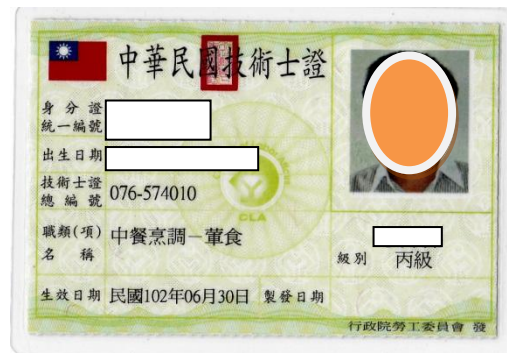 中華民國技術士證
身分證
統一編號
出生日期
技術士證
總編號 076-574010
CLA
職類(項)
名稱 中餐烹調－葷食
級別 丙級
生效日期 民國102年06月30日 製發日期
行政院勞工委員會 發